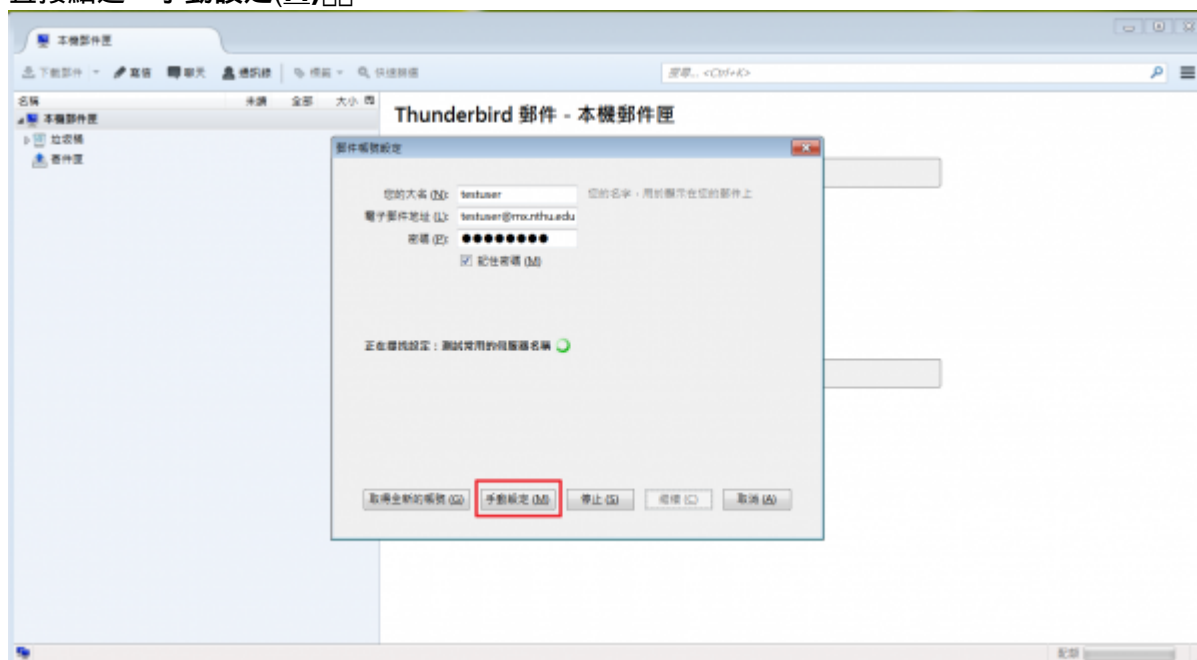 直接點選「手動設定(M)」
本機郵件匣
下載郵件 寫信 聊天 通訊錄 標籤 快速篩選
搜尋... <Ctrl+K>
名稱 未讀 全部 大小
本機郵件匣
垃圾桶
寄件匣
Thunderbird 郵件 - 本機郵件匣
郵件帳號設定
您的大名 (N): testuser 您的名字，用於顯示在您的郵件上
電子郵件地址 (L): testuser@mx.nthu.edu
密碼 (P): ●●●●●●●●
記住密碼 (M)
正在尋找設定：測試常用的伺服器名稱
取得全新的帳號 (G) 手動設定 (M) 停止 (S) 繼續 (C) 取消 (A)